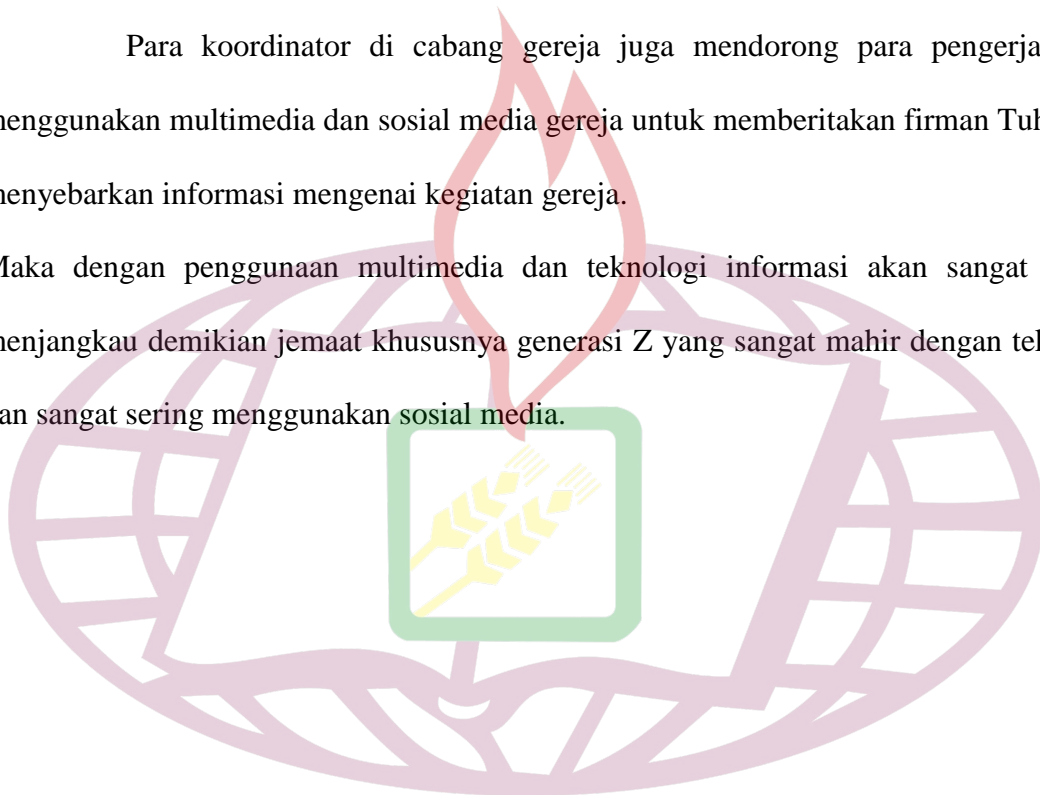 Para koordinator di cabang gereja juga mendorong para pengerja
menggunakan multimedia dan sosial media gereja untuk memberitakan firman Tuh
menyebarkan informasi mengenai kegiatan gereja.
Maka dengan penggunaan multimedia dan teknologi informasi akan sangat
menjangkau demikian jemaat khususnya generasi Z yang sangat mahir dengan tek
dan sangat sering menggunakan sosial media.